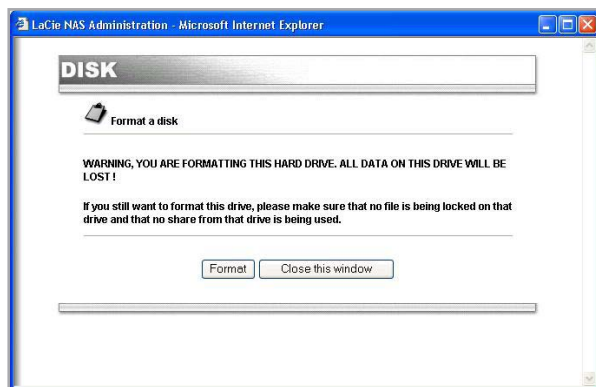 LaCie NAS Administration - Microsoft Internet Explorer
DISK
Format a disk
WARNING, YOU ARE FORMATTING THIS HARD DRIVE. ALL DATA ON THIS DRIVE WILL BE
LOST !
If you still want to format this drive, please make sure that no file is being locked on that
drive and that no share from that drive is being used.
Format Close this window